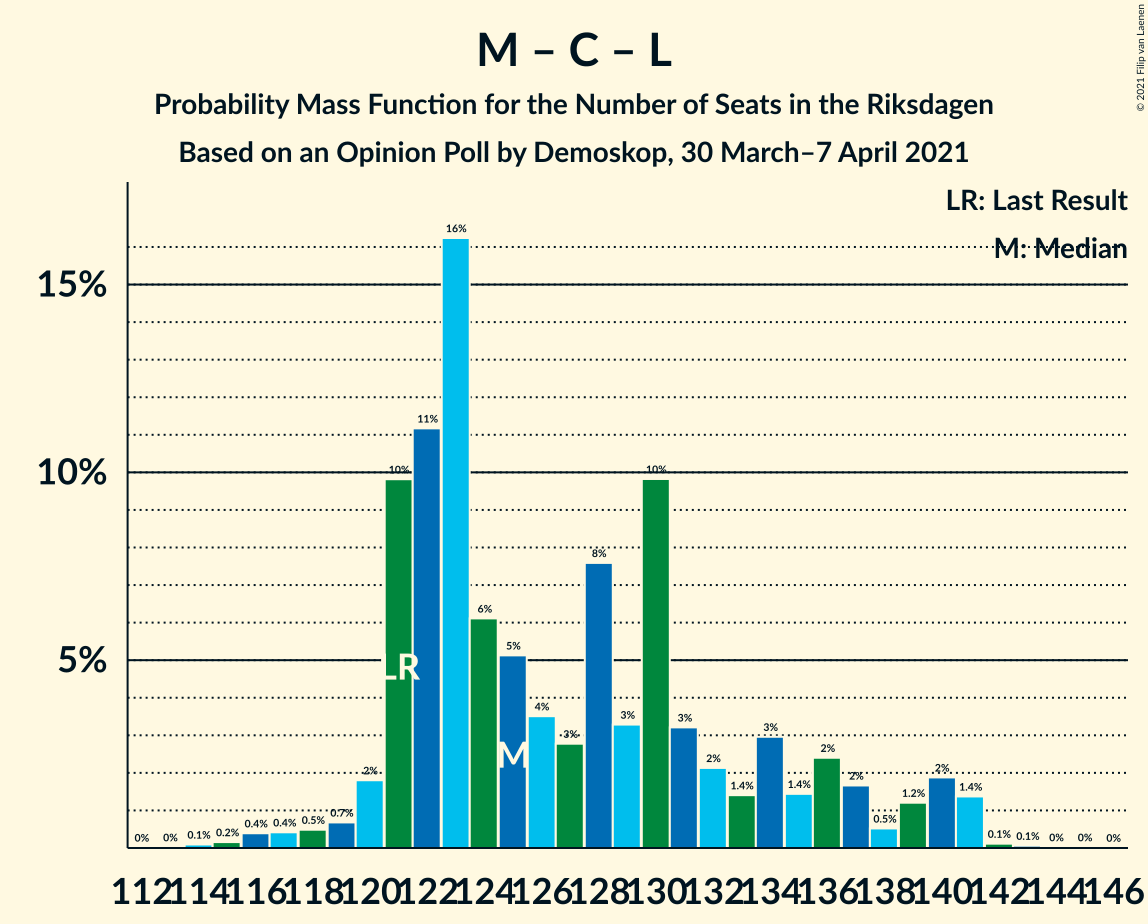 M – C – L
Probability Mass Function for the Number of Seats in the Riksdagen
Based on an Opinion Poll by Demoskop, 30 March–7 April 2021
© 2021 Filip van Laenen
LR: Last Result
M: Median
15%
10%
5%
0% 0% 0.1% 0.2% 0.4% 0.4% 0.5% 0.7% 2% 10% 11% 16% 6% 5% 4% 3% 8% 3% 10% 3% 2% 1.4% 3% 1.4% 2% 2% 0.5% 1.2% 2% 1.4% 0.1% 0.1% 0% 0% 0%
LR
M
112 114 116 118 120 122 124 126 128 130 132 134 136 138 140 142 144 146